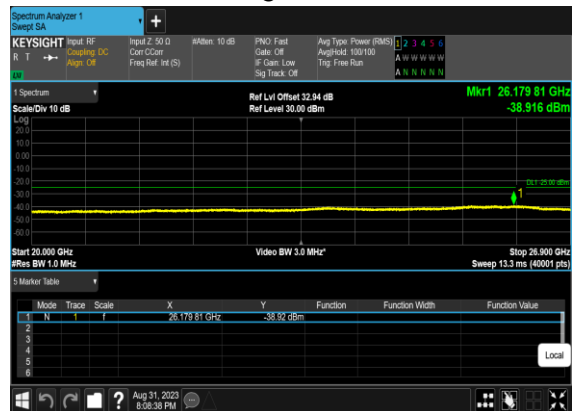 Spectrum Analyzer 1
Swept SA
+
KEYSIGHT Input: RF Input Z: 50 Ω #Atten: 10 dB PNO: Fast Avg Type: Power (RMS) 1 2 3 4 5 6
R T Coupling: DC Corr CCorr Gate: Off Avg|Hold: 100/100 A W W W W W
Align: Off Freq Ref: Int (S) IF Gain: Low Trig: Free Run
LXI Sig Track: Off A N N N N N
1 Spectrum Ref Lvl Offset 32.94 dB Mkr1 26.179 81 GHz
Scale/Div 10 dB Ref Level 30.00 dBm -38.916 dBm
Log
20.0
10.0
0.00
-10.0
-20.0 DL1 -25.00 dBm
-30.0 1
-40.0
-50.0
-60.0
Start 20.000 GHz Video BW 3.0 MHz* Stop 26.900 GHz
#Res BW 1.0 MHz Sweep 13.3 ms (40001 pts)
5 Marker Table
Mode Trace Scale X Y Function Function Width Function Value
1 N 1 f 26.179 81 GHz -38.92 dBm
2
3
4
5
6
Local
? Aug 31, 2023
8:08:38 PM